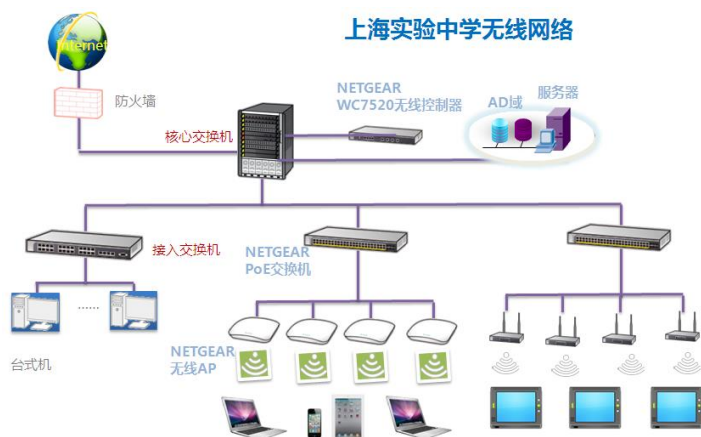 上海实验中学无线网络
Internet
防火墙
核心交换机
NETGEAR
WC7520无线控制器
AD域
服务器
接入交换机
NETGEAR
PoE交换机
......
台式机
NETGEAR
无线AP